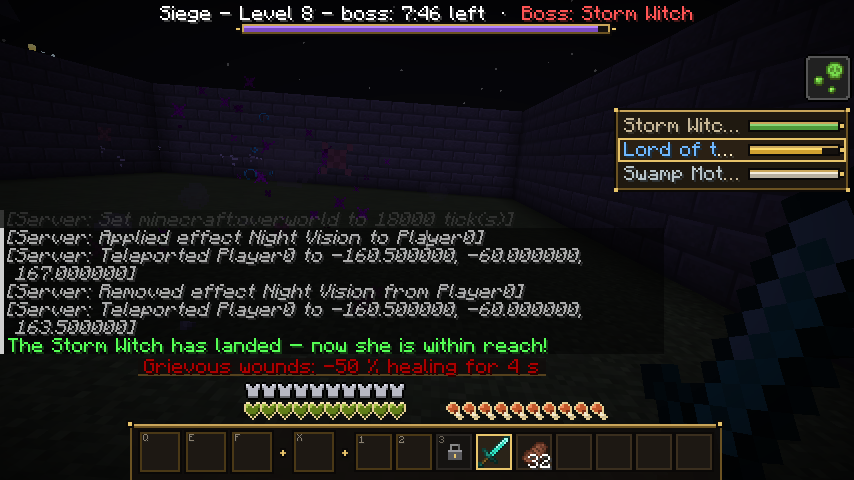 Siege – Level 8 – boss: 7:46 left · Boss: Storm Witch
Storm Witc...
Lord of t...
Swamp Mot...
[Server: Set minecraft:overworld to 18000 tick(s)]
[Server: Applied effect Night Vision to Player0]
[Server: Teleported Player0 to -160.500000, -60.000000,
167.000000]
[Server: Removed effect Night Vision from Player0]
[Server: Teleported Player0 to -160.500000, -60.000000,
163.500000]
The Storm Witch has landed – now she is within reach!
Grievous wounds: -50 % healing for 4 s
Q E F X 1 2 3
32